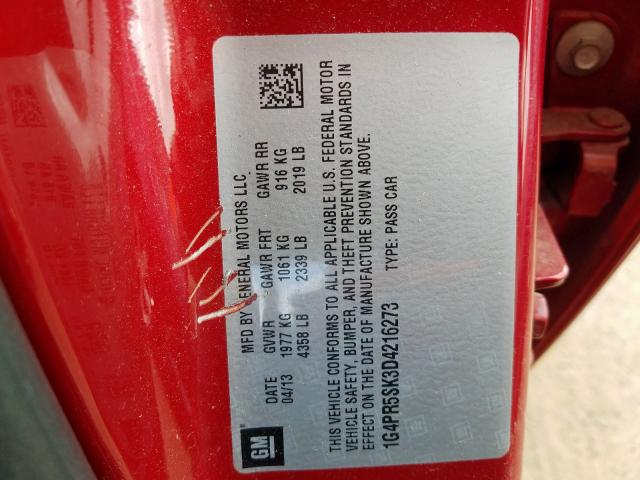 GM
MFD BY GENERAL MOTORS LLC
DATE GVWR GAWR FRT GAWR RR
04/13 1977 KG 1061 KG 916 KG
4358 LB 2339 LB 2019 LB
THIS VEHICLE CONFORMS TO ALL APPLICABLE U.S. FEDERAL MOTOR
VEHICLE SAFETY, BUMPER, AND THEFT PREVENTION STANDARDS IN
EFFECT ON THE DATE OF MANUFACTURE SHOWN ABOVE.
1G4PR5SK3D4216273 TYPE: PASS CAR